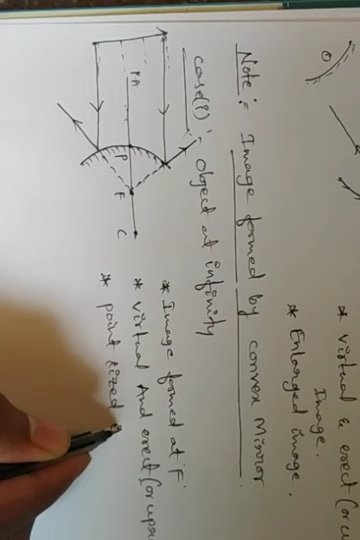 * virtual & erect (or u
Image.
* Enlarged image.
Note:- Image formed by convex Mirror
case(i): Object at infinity
* Image formed at 'F'
* virtual And erect (or upri
* point sized
PA
P
F
C